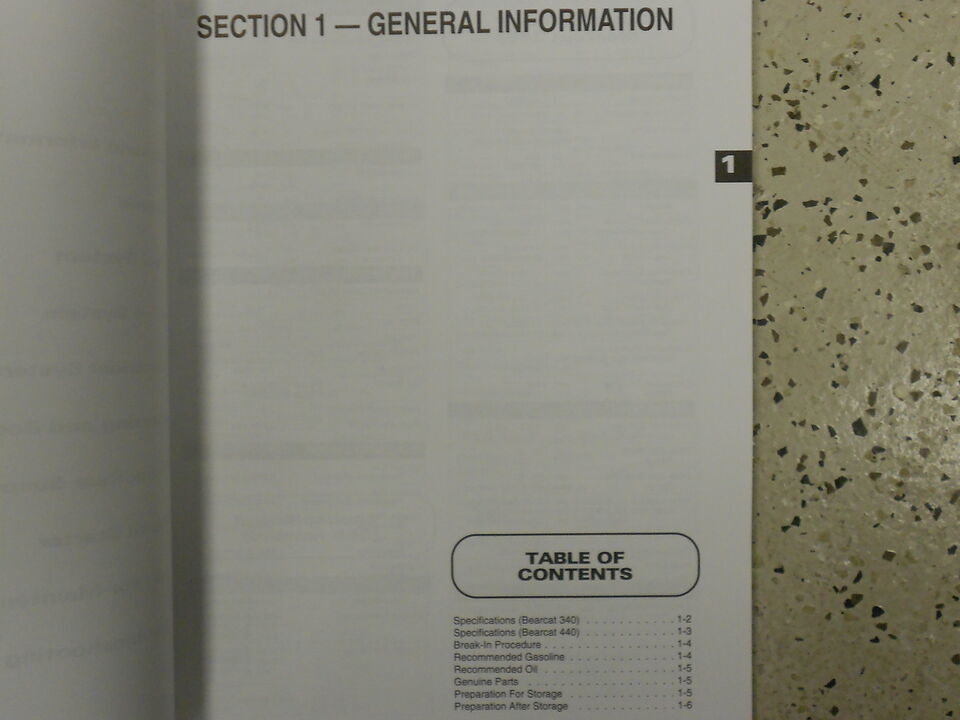 SECTION 1 — GENERAL INFORMATION
1
TABLE OF
CONTENTS
Specifications (Bearcat 340) . . . . . . . . . . . 1-2
Specifications (Bearcat 440) . . . . . . . . . . . 1-3
Break-In Procedure . . . . . . . . . . . . . . . . 1-4
Recommended Gasoline . . . . . . . . . . . . . 1-4
Recommended Oil . . . . . . . . . . . . . . . . 1-5
Genuine Parts . . . . . . . . . . . . . . . . . . 1-5
Preparation For Storage . . . . . . . . . . . . . 1-5
Preparation After Storage . . . . . . . . . . . . 1-6